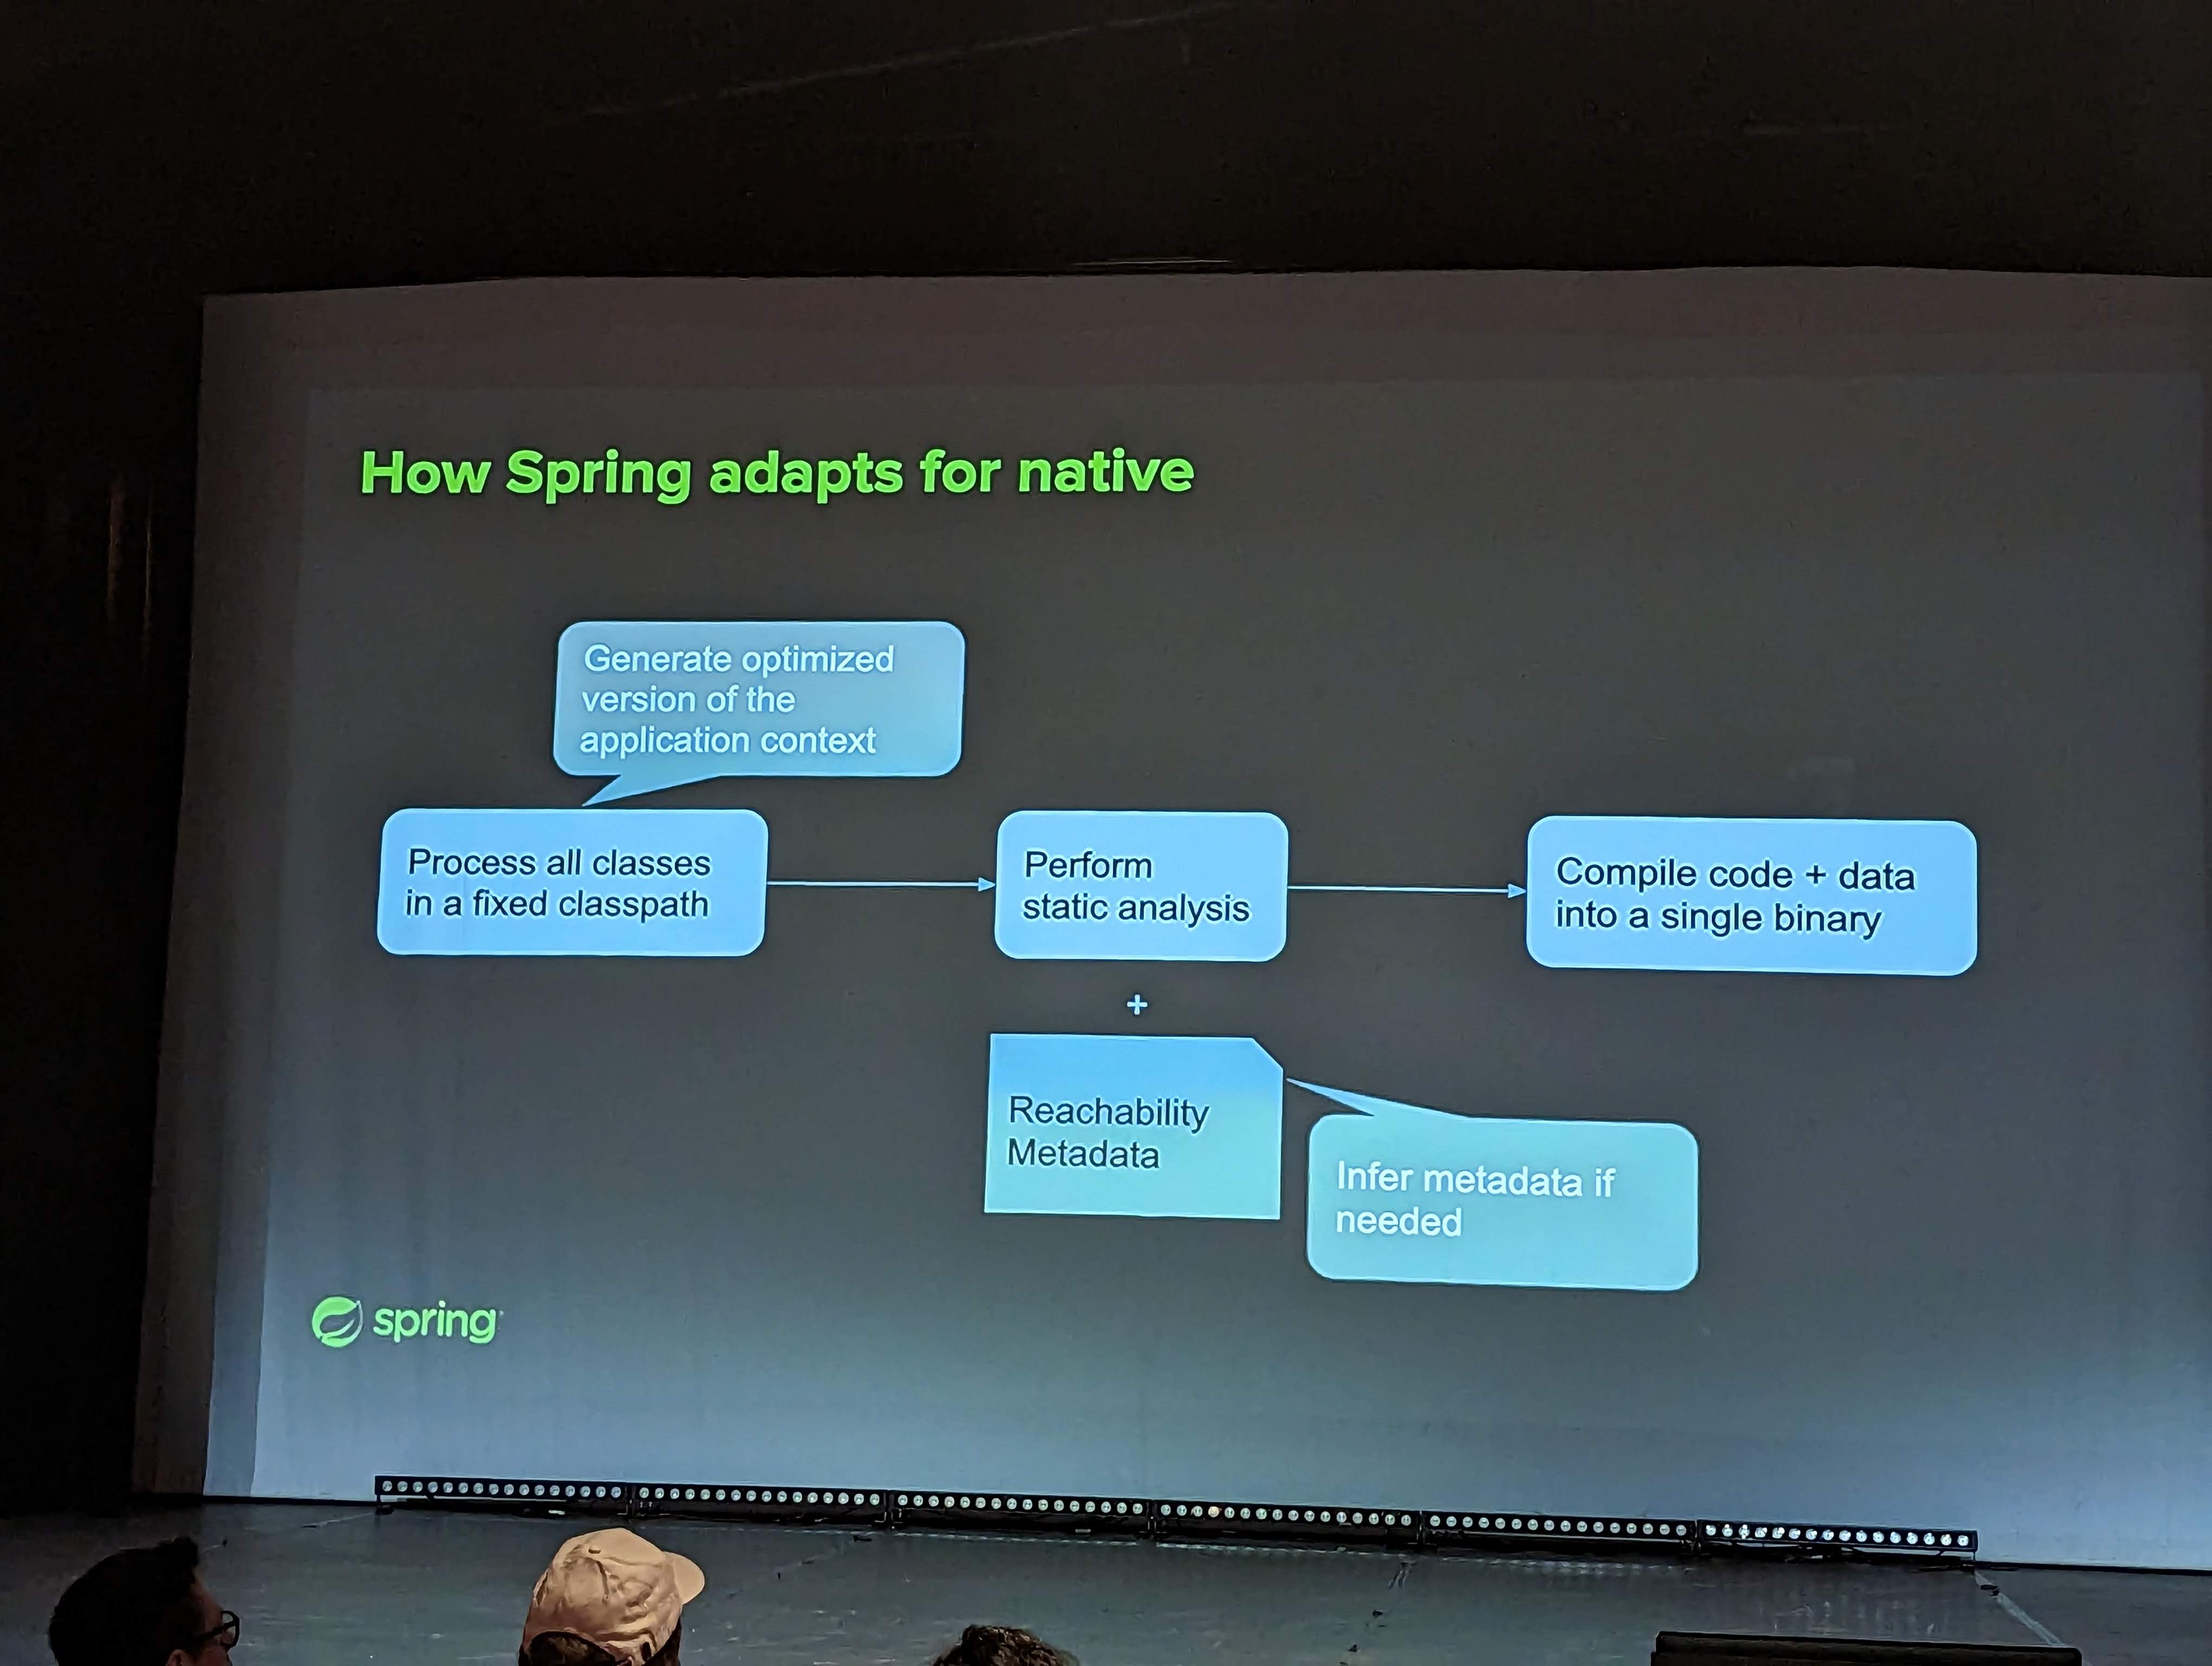 How Spring adapts for native
Generate optimized
version of the
application context
Process all classes
in a fixed classpath
Perform
static analysis
Compile code + data
into a single binary
+
Reachability
Metadata
Infer metadata if
needed
spring